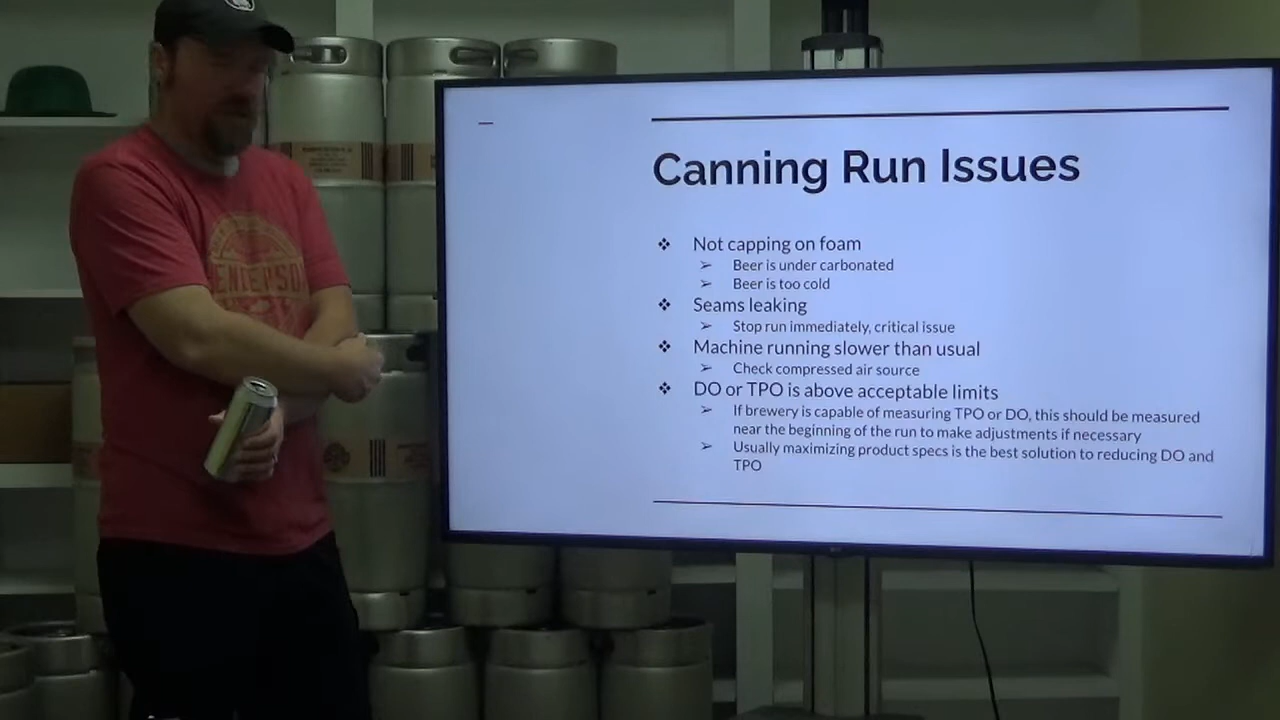 Canning Run Issues
❖ Not capping on foam
➢ Beer is under carbonated
➢ Beer is too cold
❖ Seams leaking
➢ Stop run immediately, critical issue
❖ Machine running slower than usual
➢ Check compressed air source
❖ DO or TPO is above acceptable limits
➢ If brewery is capable of measuring TPO or DO, this should be measured
near the beginning of the run to make adjustments if necessary
➢ Usually maximizing product specs is the best solution to reducing DO and
TPO